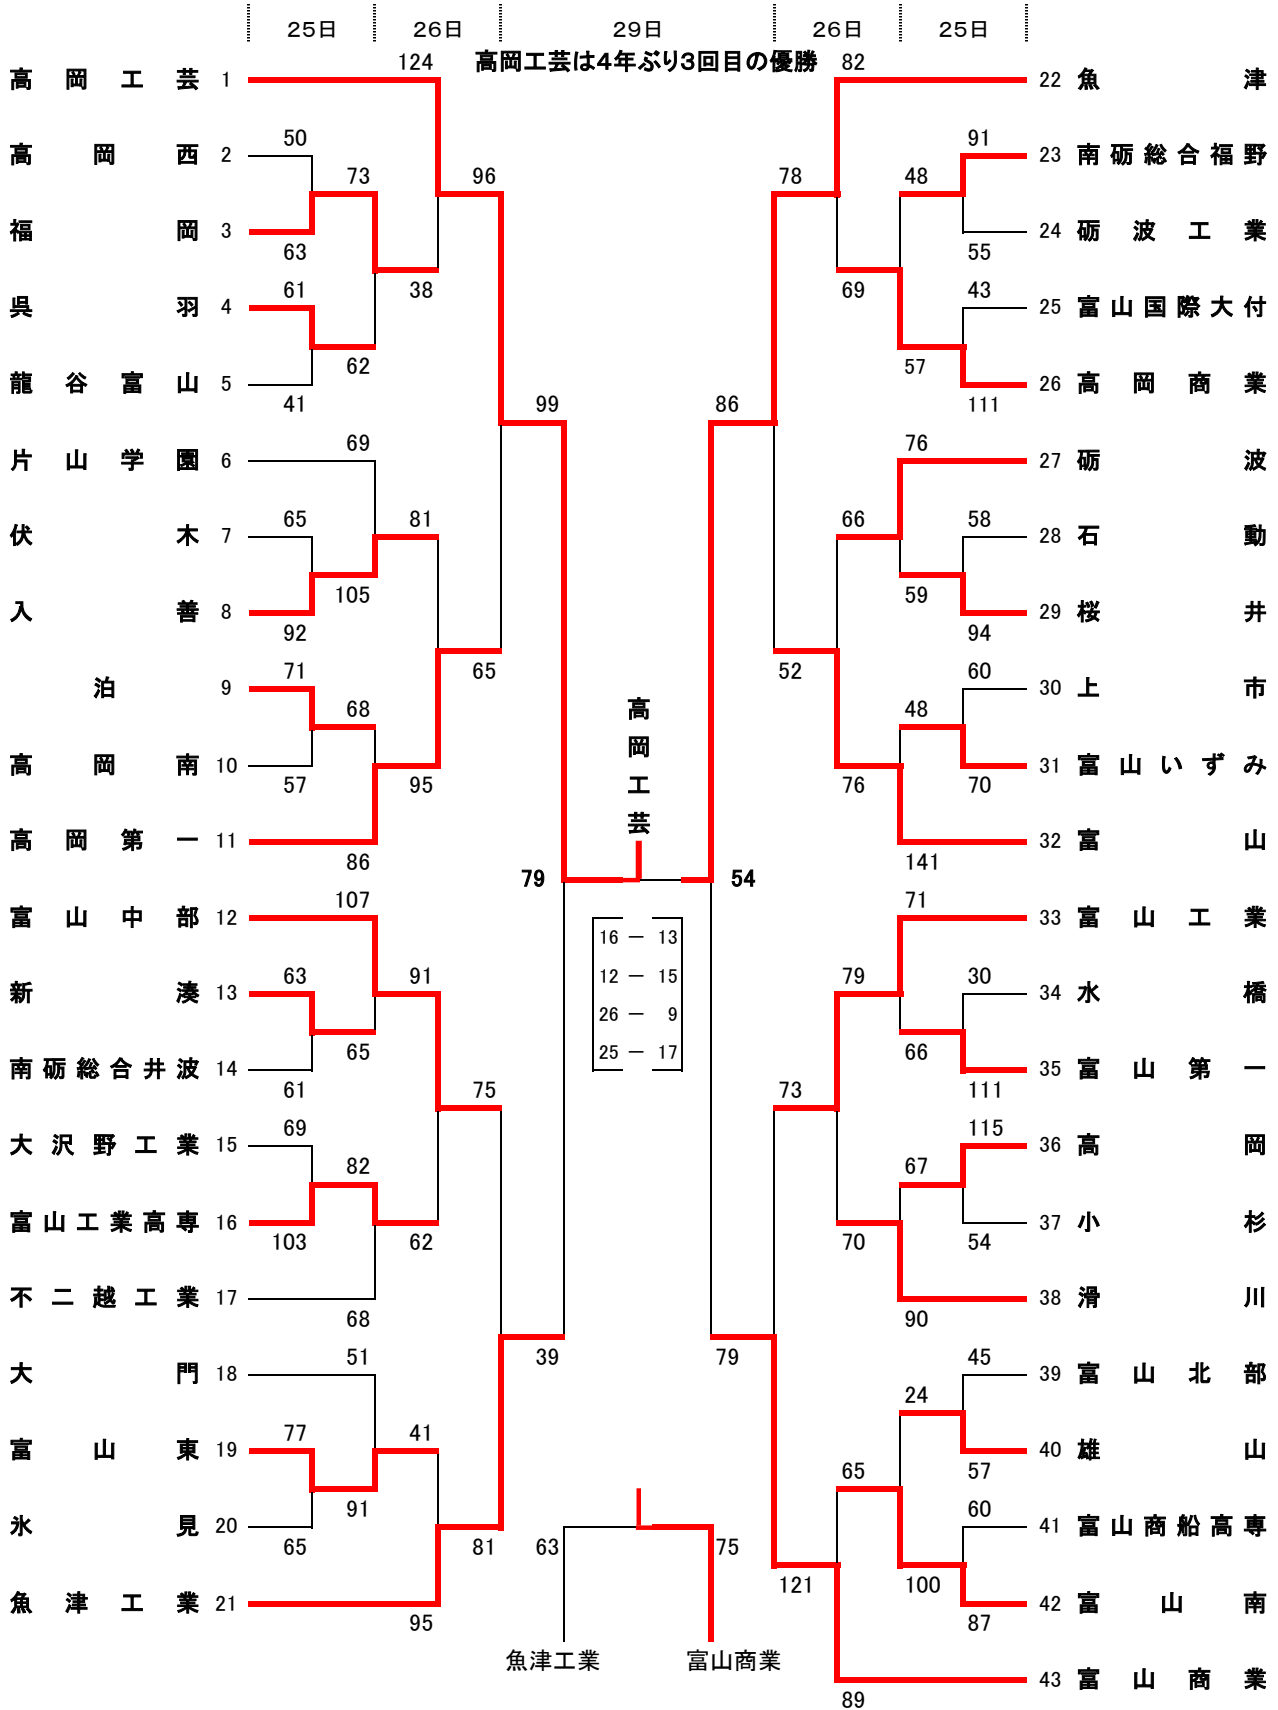 25日 26日 29日 26日 25日
高岡工芸は4年ぶり3回目の優勝
124 82
高岡工芸 1 22 魚津
50 91
高岡西 2 23 南砺総合福野
73 96 78 48
福岡 3 24 砺波工業
63 55
61 38 69 43
呉羽 4 25 富山国際大付
62 57
龍谷富山 5 26 高岡商業
41 99 86 111
69 76
片山学園 6 27 砺波
65 81 66 58
伏木 7 28 石動
105 59
入善 8 29 桜井
92 94
71 65 52 60
泊 9 30 上市
68 48
高岡南 10 31 富山いずみ
57 95 76 70
高岡工芸
高岡第一 11 32 富山
86 141
79 54
107 71
富山中部 12 33 富山工業
16 － 13
63 91 79 30
12 － 15
新湊 13 34 水橋
26 － 9
65 66
25 － 17
南砺総合井波 14 35 富山第一
61 75 73 111
69 115
大沢野工業 15 36 高岡
82 67
富山工業高専 16 37 小杉
103 62 70 54
不二越工業 17 38 滑川
68 90
51 39 79 45
大門 18 39 富山北部
24
77 41
富山東 19 40 雄山
65 57
91 60
氷見 20 41 富山商船高専
65 81 63 75
121 100
魚津工業 21 42 富山南
95 87
魚津工業 富山商業
43 富山商業
89